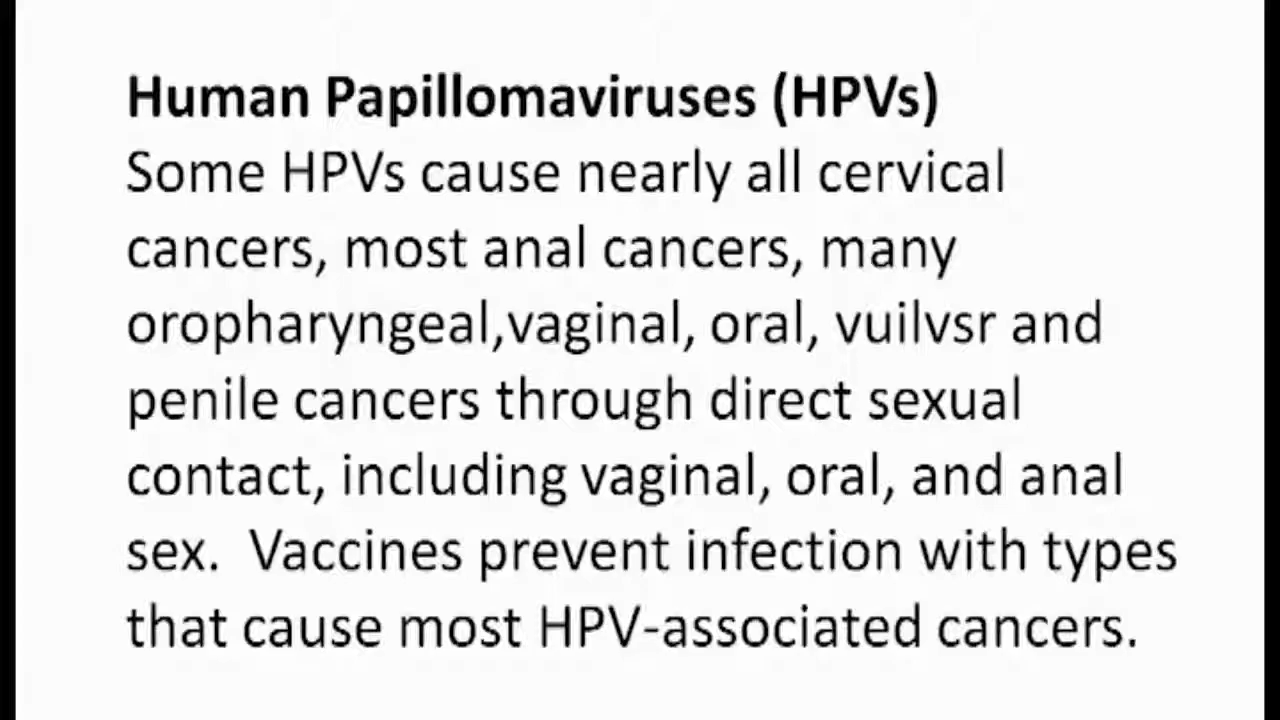 Human Papillomaviruses (HPVs)
Some HPVs cause nearly all cervical
cancers, most anal cancers, many
oropharyngeal,vaginal, oral, vuilvsr and
penile cancers through direct sexual
contact, including vaginal, oral, and anal
sex.  Vaccines prevent infection with types
that cause most HPV-associated cancers.